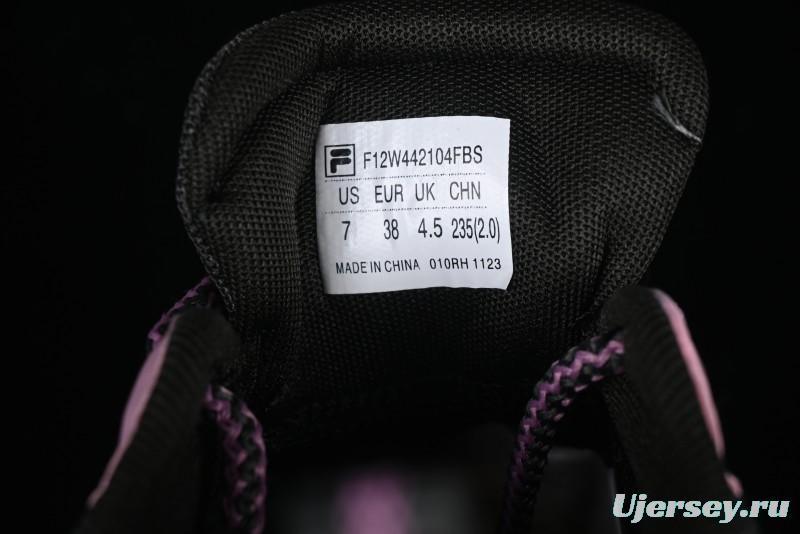 F12W442104FBS
US EUR UK CHN
7 38 4.5 235(2.0)
MADE IN CHINA 010RH 1123
Ujersey.ru